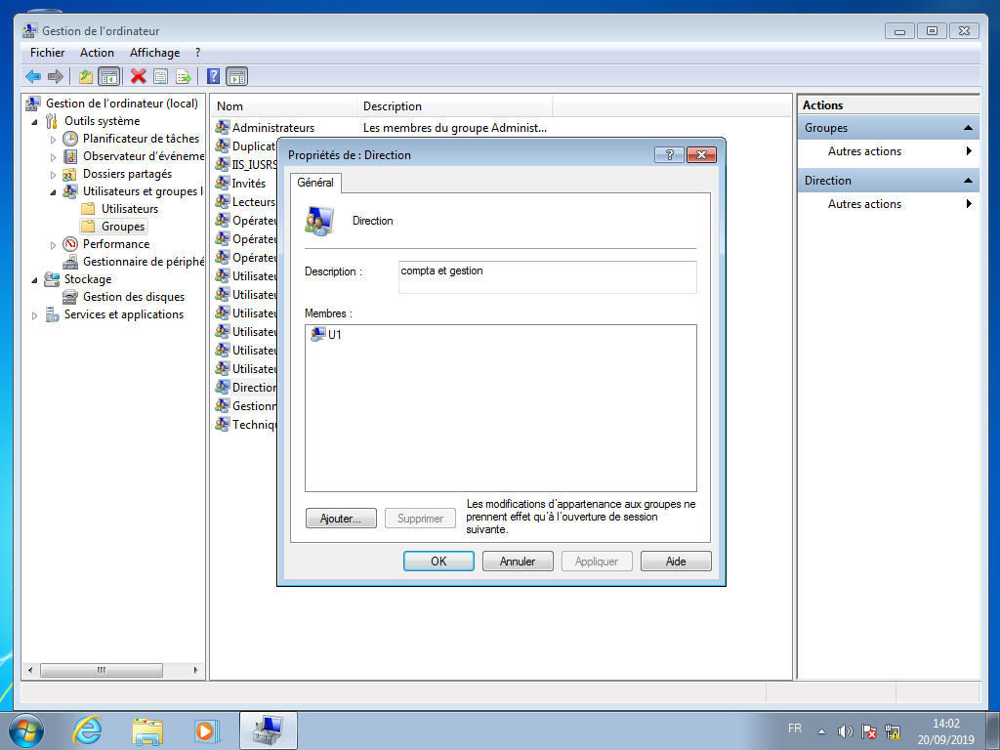 Gestion de l'ordinateur
Fichier Action Affichage ?
Gestion de l'ordinateur (local)
Outils système
Planificateur de tâches
Observateur d'événeme
Dossiers partagés
Utilisateurs et groupes l
Utilisateurs
Groupes
Performance
Gestionnaire de périphé
Stockage
Gestion des disques
Services et applications
Nom Description
Administrateurs Les membres du groupe Administ...
Duplicat
IIS_IUSRS
Invités
Lecteurs
Opérateu
Opérateu
Opérateu
Utilisateu
Utilisateu
Utilisateu
Utilisateu
Utilisateu
Utilisateu
Direction
Gestionn
Techniqu
Propriétés de : Direction
?
Général
Direction
Description : compta et gestion
Membres :
U1
Ajouter... Supprimer
Les modifications d'appartenance aux groupes ne
prennent effet qu'à l'ouverture de session
suivante.
OK Annuler Appliquer Aide
Actions
Groupes
Autres actions
Direction
Autres actions
FR
14:02
20/09/2019